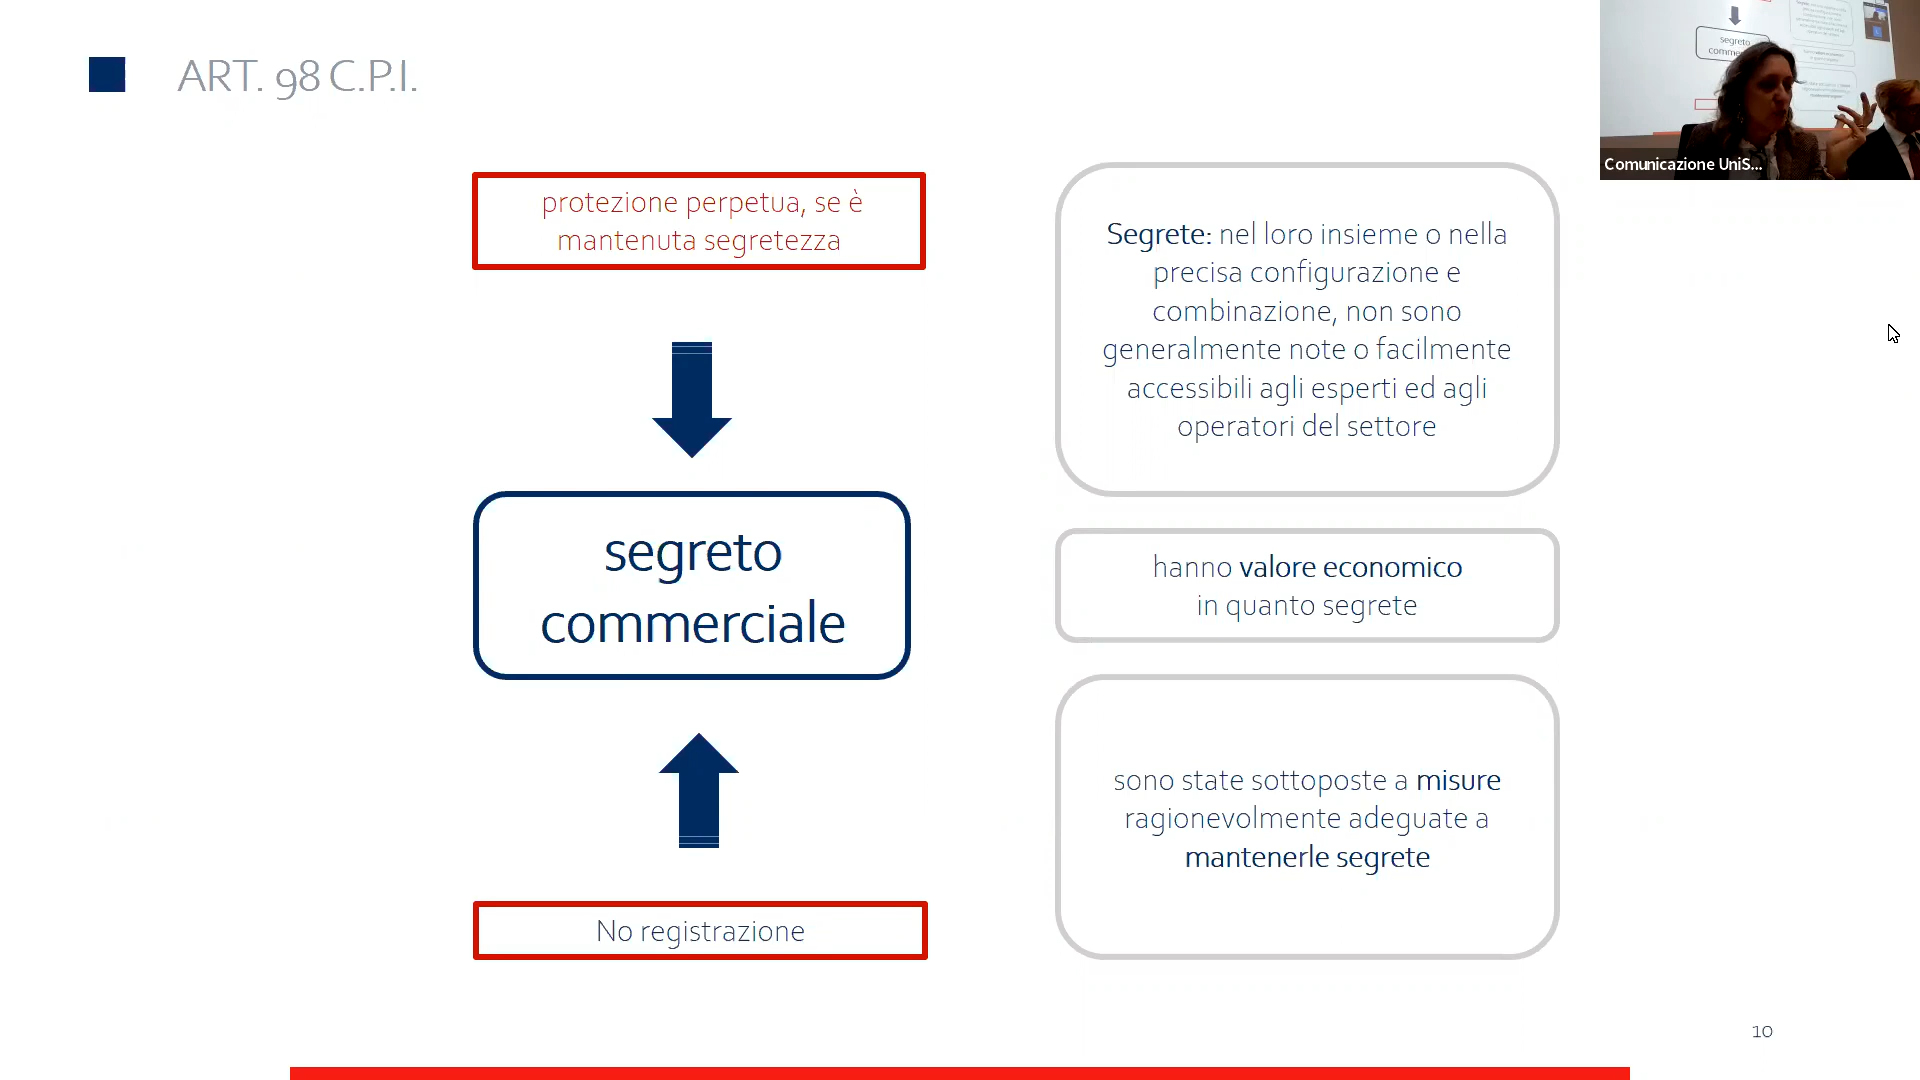 ART. 98 C.P.I.
protezione perpetua, se è
mantenuta segretezza
segreto
commerciale
No registrazione
Segrete: nel loro insieme o nella
precisa configurazione e
combinazione, non sono
generalmente note o facilmente
accessibili agli esperti ed agli
operatori del settore
hanno valore economico
in quanto segrete
sono state sottoposte a misure
ragionevolmente adeguate a
mantenerle segrete
10
segreto
Comunicazione UniS...